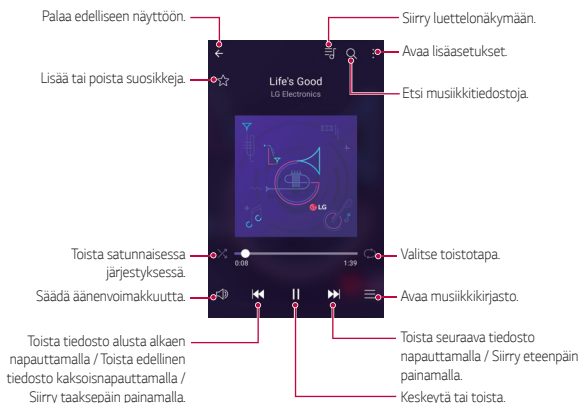 Palaa edelliseen näyttöön.
Siirry luettelonäkymään.
Avaa lisäasetukset.
Lisää tai poista suosikkeja.
Life's Good
LG Electronics
Etsi musiikkitiedostoja.
LG
Toista satunnaisessa
järjestyksessä.
0:08
1:39
Valitse toistotapa.
Säädä äänenvoimakkuutta.
Avaa musiikkikirjasto.
Toista tiedosto alusta alkaen
napauttamalla / Toista edellinen
tiedosto kaksoisnapauttamalla /
Siirry taaksepäin painamalla.
Toista seuraava tiedosto
napauttamalla / Siirry eteenpäin
painamalla.
Keskeytä tai toista.